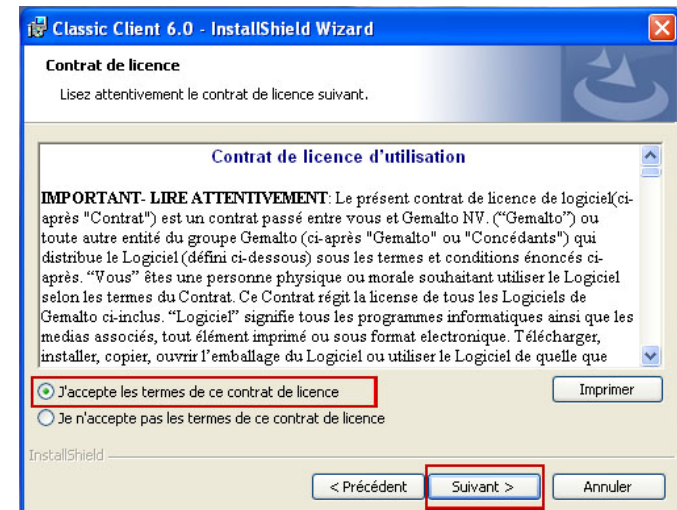 Classic Client 6.0 - InstallShield Wizard
Contrat de licence
Lisez attentivement le contrat de licence suivant.
Contrat de licence d'utilisation
IMPORTANT- LIRE ATTENTIVEMENT: Le présent contrat de licence de logiciel(ci-
après "Contrat") est un contrat passé entre vous et Gemalto NV. ("Gemalto") ou
toute autre entité du groupe Gemalto (ci-après "Gemalto" ou "Concédants") qui
distribue le Logiciel (défini ci-dessous) sous les termes et conditions énoncés ci-
après. "Vous" êtes une personne physique ou morale souhaitant utiliser le Logiciel
selon les termes du Contrat. Ce Contrat régit la license de tous les Logiciels de
Gemalto ci-inclus. "Logiciel" signifie tous les programmes informatiques ainsi que les
medias associés, tout élément imprimé ou sous format electronique. Télécharger,
installer, copier, ouvrir l'emballage du Logiciel ou utiliser le Logiciel de quelle que
J'accepte les termes de ce contrat de licence
Imprimer
Je n'accepte pas les termes de ce contrat de licence
InstallShield
< Précédent
Suivant >
Annuler